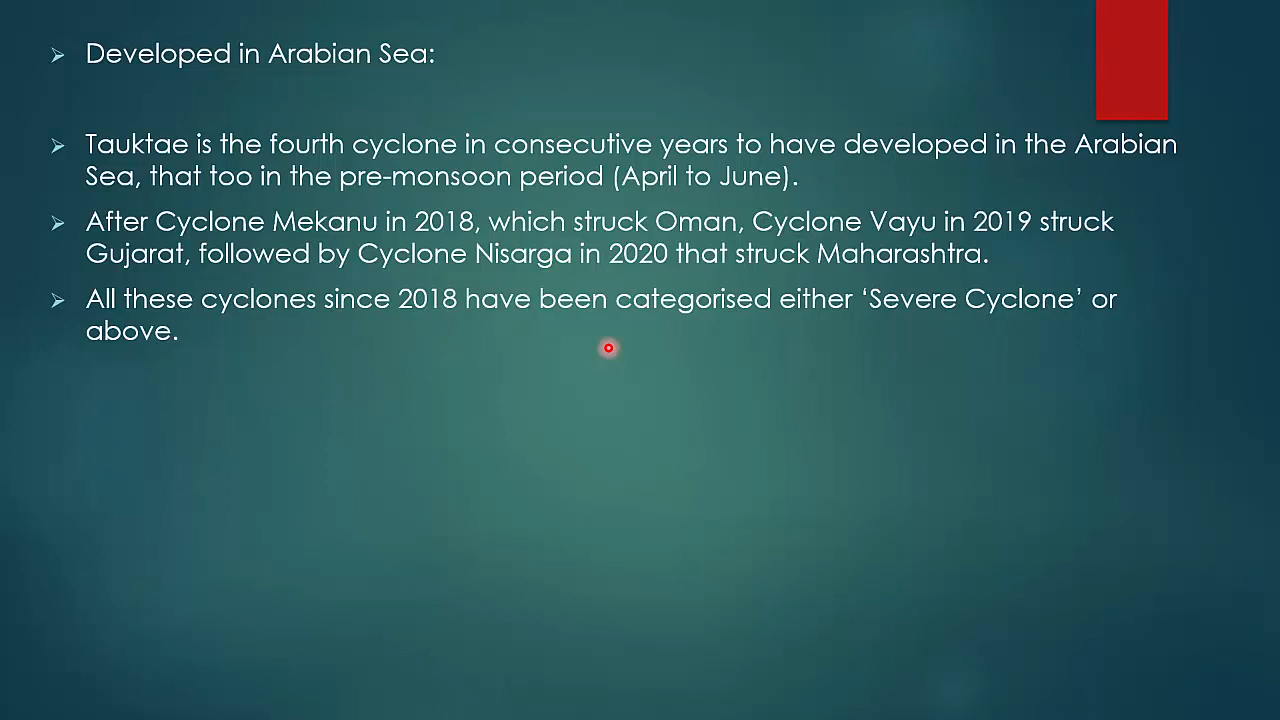 Developed in Arabian Sea:
Tauktae is the fourth cyclone in consecutive years to have developed in the Arabian
Sea, that too in the pre-monsoon period (April to June).
After Cyclone Mekanu in 2018, which struck Oman, Cyclone Vayu in 2019 struck
Gujarat, followed by Cyclone Nisarga in 2020 that struck Maharashtra.
All these cyclones since 2018 have been categorised either ‘Severe Cyclone’ or
above.